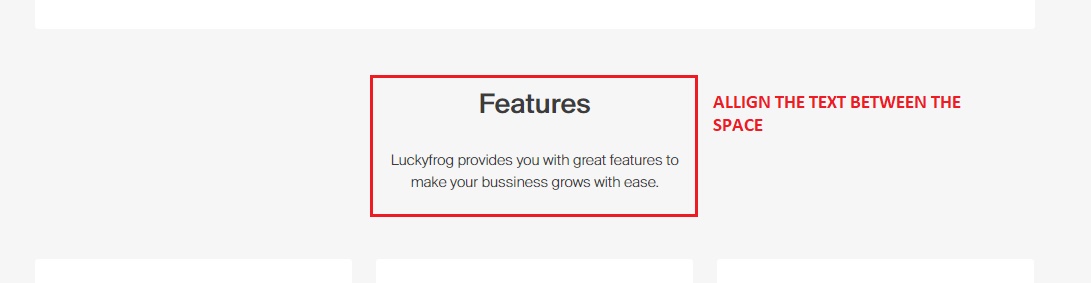 Features
ALLIGN THE TEXT BETWEEN THE
SPACE
Luckyfrog provides you with great features to
make your bussiness grows with ease.